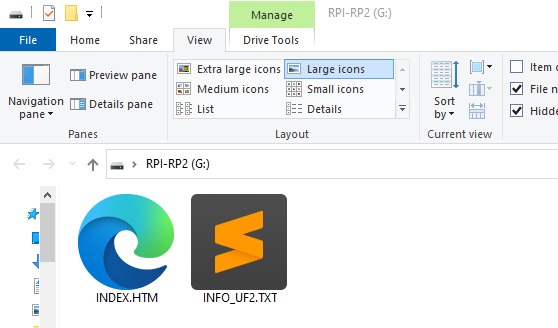 Manage
RPI-RP2 (G:)
File
Home
Share
View
Drive Tools
Navigation pane
Preview pane
Details pane
Panes
Extra large icons
Large icons
Medium icons
Small icons
List
Details
Layout
Sort by
Current view
Item
File n
Hidde
RPI-RP2 (G:)
INDEX.HTM
INFO_UF2.TXT